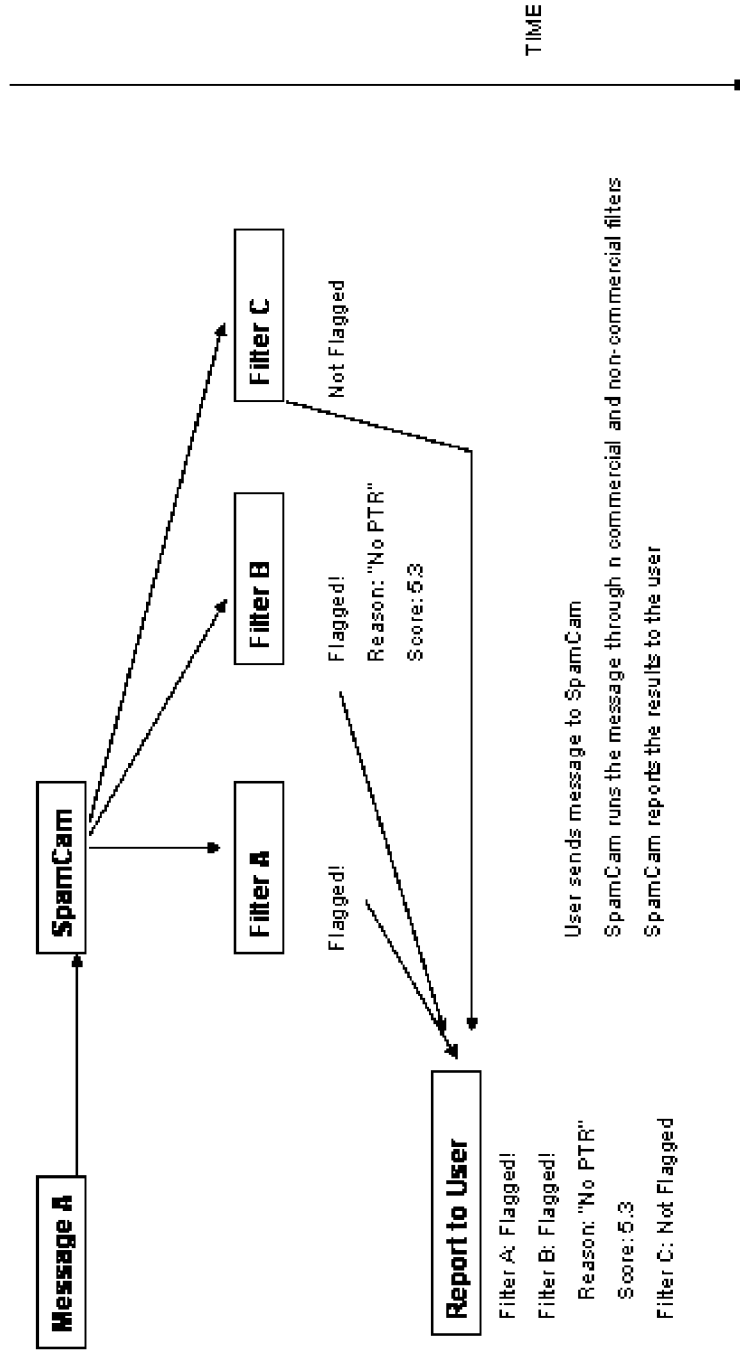 Message A
SpamCam
Filter A
Filter B
Filter C
Flagged!
Flagged!
Reason: "No PTR"
Score: 5.3
Not Flagged
Report to User
Filter A: Flagged!
Filter B: Flagged!
Reason: "No PTR"
Score: 5.3
Filter C: Not Flagged
User sends message to SpamCam
SpamCam runs the message through n commercial and non-commercial filters
SpamCam reports the results to the user
TIME